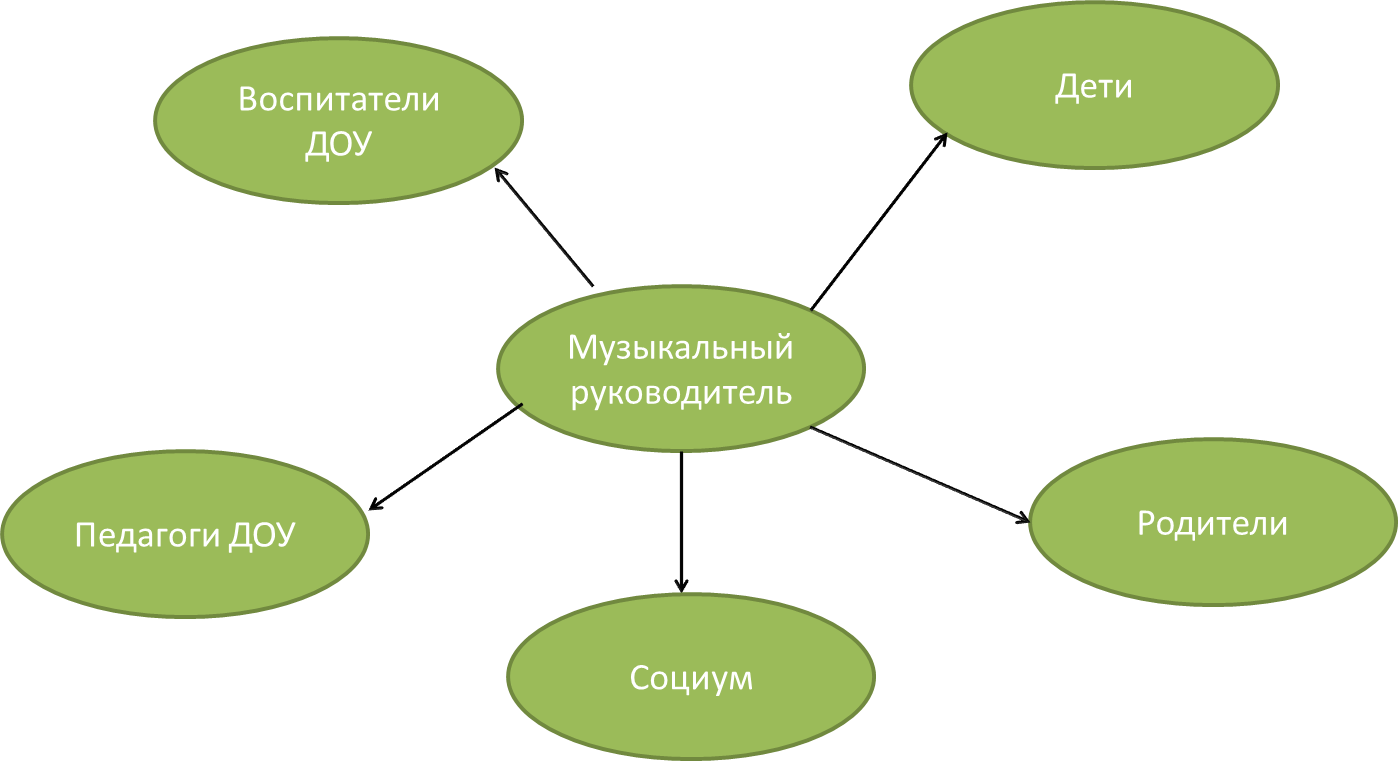 Воспитатели
ДОУ
Дети
Музыкальный
руководитель
Педагоги ДОУ
Родители
Социум